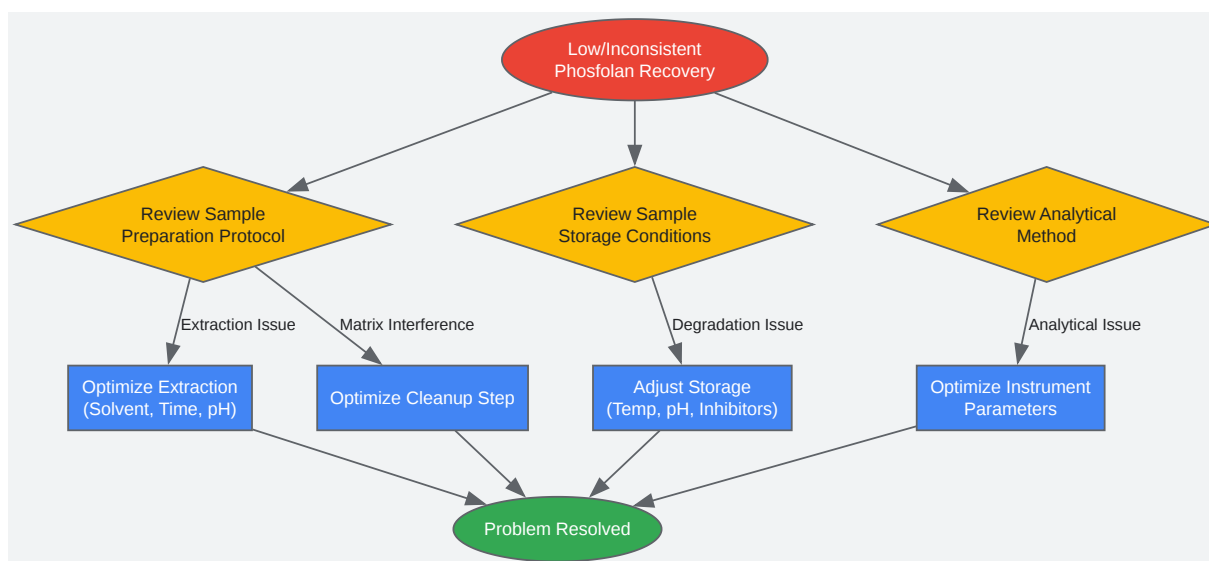 Low/Inconsistent
Phosfolan Recovery
Review Sample
Preparation Protocol
Review Sample
Storage Conditions
Review Analytical
Method
Extraction Issue
Matrix Interference
Degradation Issue
Analytical Issue
Optimize Extraction
(Solvent, Time, pH)
Optimize Cleanup Step
Adjust Storage
(Temp, pH, Inhibitors)
Optimize Instrument
Parameters
Problem Resolved